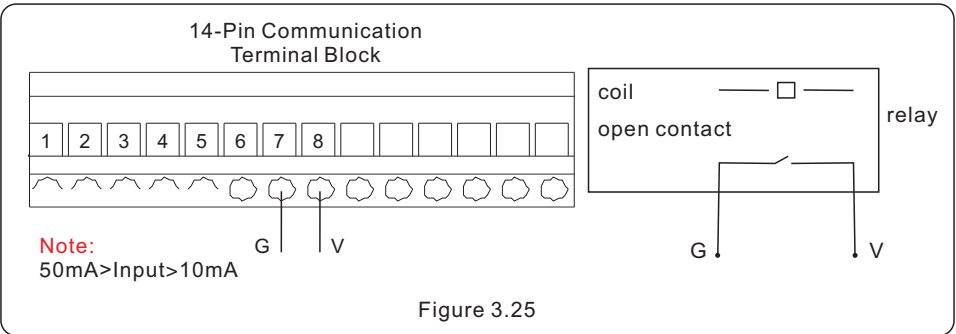 14-Pin Communication
Terminal Block
1 2 3 4 5 6 7 8
coil
open contact
relay
G V
G V
Note:
50mA>Input>10mA
Figure 3.25